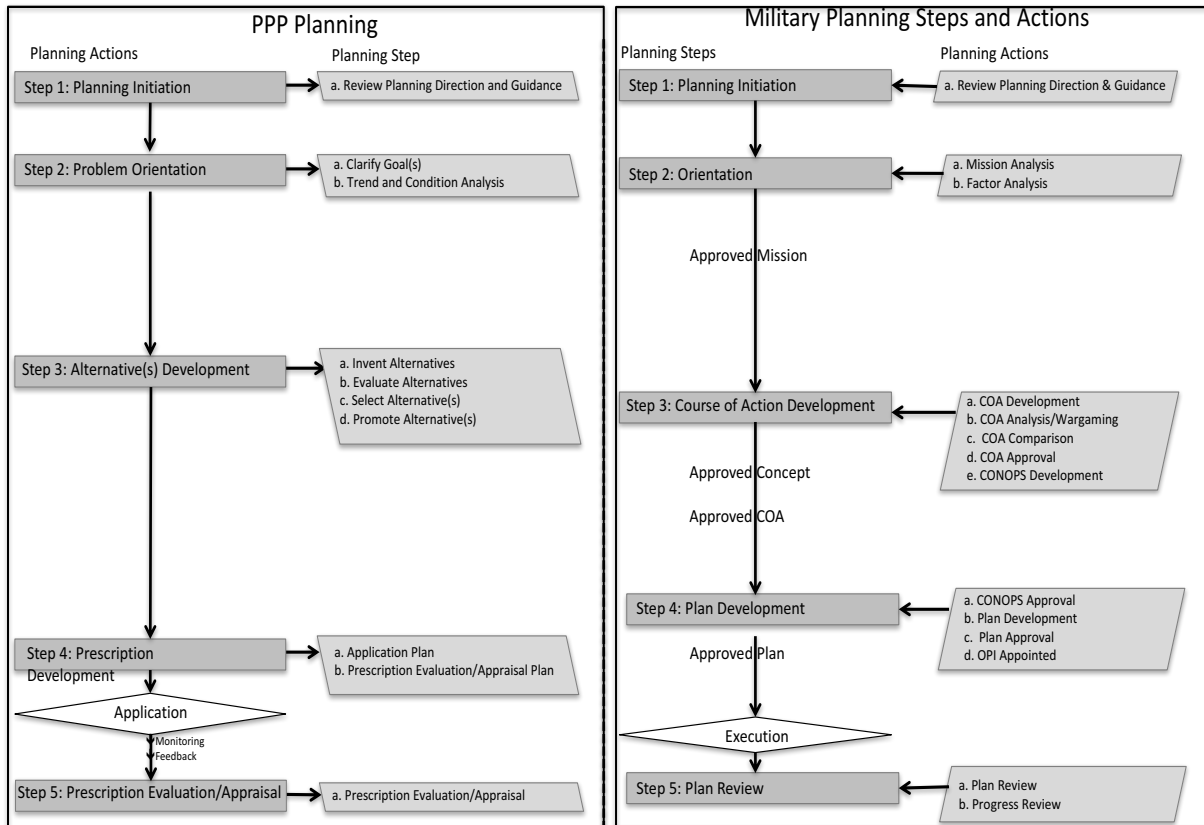 PPP Planning
Planning Actions
Planning Step
Step 1: Planning Initiation
a. Review Planning Direction and Guidance
Step 2: Problem Orientation
a. Clarify Goal(s)
b. Trend and Condition Analysis
Step 3: Alternative(s) Development
a. Invent Alternatives
b. Evaluate Alternatives
c. Select Alternative(s)
d. Promote Alternative(s)
Step 4: Prescription
Development
a. Application Plan
b. Prescription Evaluation/Appraisal Plan
Application
Monitoring
Feedback
Step 5: Prescription Evaluation/Appraisal
a. Prescription Evaluation/Appraisal
Military Planning Steps and Actions
Planning Steps
Planning Actions
Step 1: Planning Initiation
a. Review Planning Direction & Guidance
Step 2: Orientation
a. Mission Analysis
b. Factor Analysis
Approved Mission
Step 3: Course of Action Development
a. COA Development
b. COA Analysis/Wargaming
c. COA Comparison
d. COA Approval
e. CONOPS Development
Approved Concept
Approved COA
Step 4: Plan Development
a. CONOPS Approval
b. Plan Development
c. Plan Approval
d. OPI Appointed
Approved Plan
Execution
Step 5: Plan Review
a. Plan Review
b. Progress Review